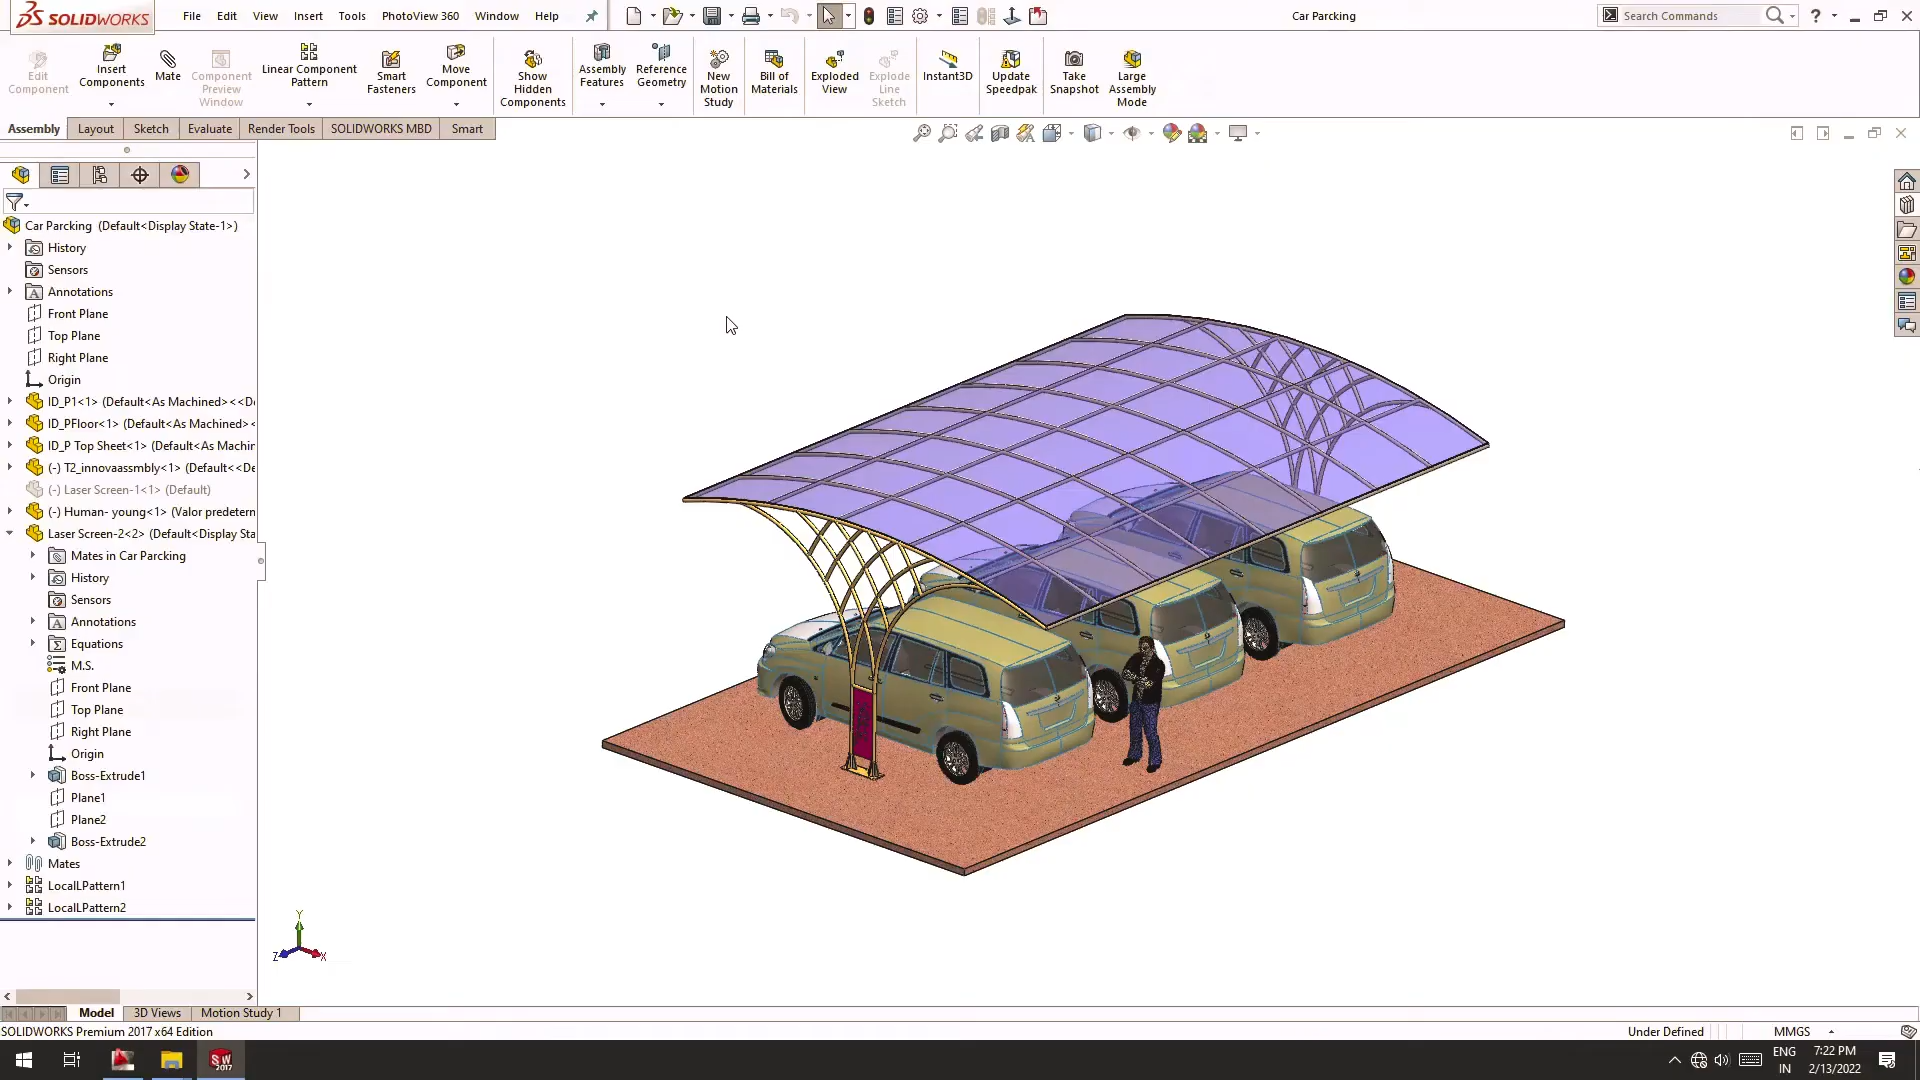 SOLIDWORKS File Edit View Insert Tools PhotoView 360 Window Help Car Parcking Search Commands ?
Edit Component
Insert Components
Mate
Component Preview Window
Linear Component Pattern
Smart Fasteners
Move Component
Show Hidden Components
Assembly Features
Reference Geometry
New Motion Study
Bill of Materials
Exploded View
Explode Line Sketch
Instant3D
Update Speedpak
Take Snapshot
Large Assembly Mode
Assembly Layout Sketch Evaluate Render Tools SOLIDWORKS MBD Smart
Car Parcking (Default<Display State-1>)
History
Sensors
Annotations
Front Plane
Top Plane
Right Plane
Origin
ID_P1<1> (Default<As Machined><<De
ID_PFloor<1> (Default<As Machined><
ID_P Top Sheet<1> (Default<As Machin
(-) T2_innovaassmbly<1> (Default<<De
(-) Laser Screen-1<1> (Default)
(-) Human- young<1> (Valor predetern
Laser Screen-2<2> (Default<Display Sta
Mates in Car Parcking
History
Sensors
Annotations
Equations
M.S.
Front Plane
Top Plane
Right Plane
Origin
Boss-Extrude1
Plane1
Plane2
Boss-Extrude2
Mates
LocalLPattern1
LocalLPattern2
Y
Z X
Model 3D Views Motion Study 1
SOLIDWORKS Premium 2017 x64 Edition Under Defined MMGS
SW 2017
ENG IN
7:22 PM
2/13/2022